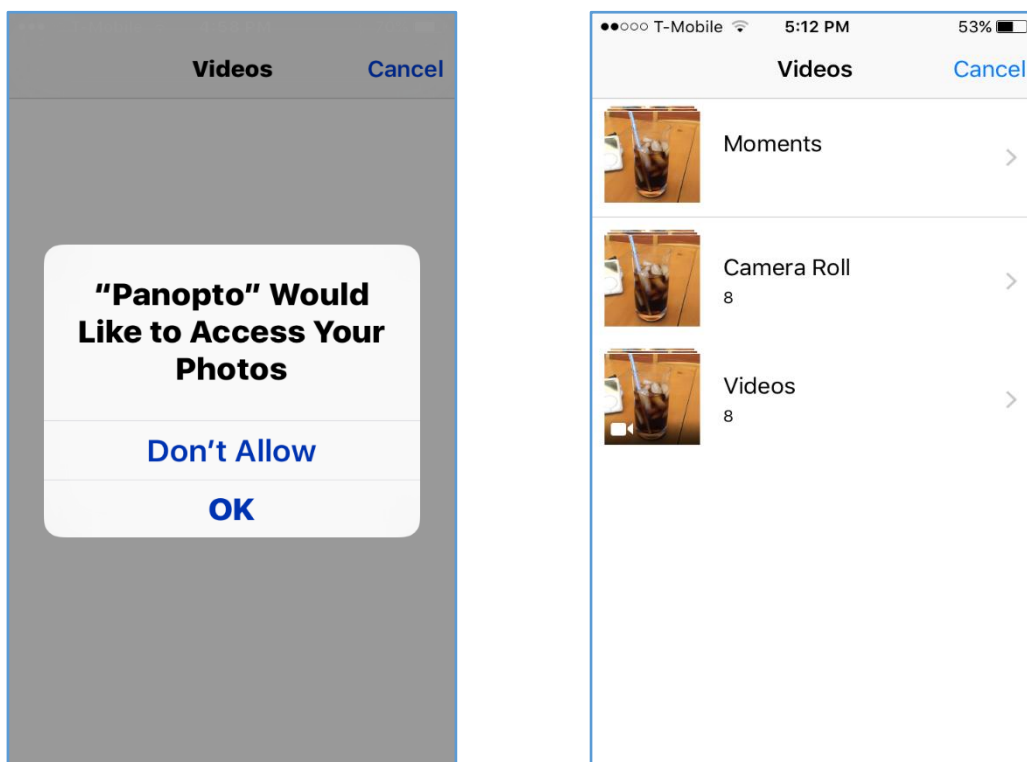 Videos
Cancel
"Panopto" Would
Like to Access Your
Photos
Don't Allow
OK
T-Mobile
5:12 PM
53%
Videos
Cancel
Moments
Camera Roll
8
Videos
8